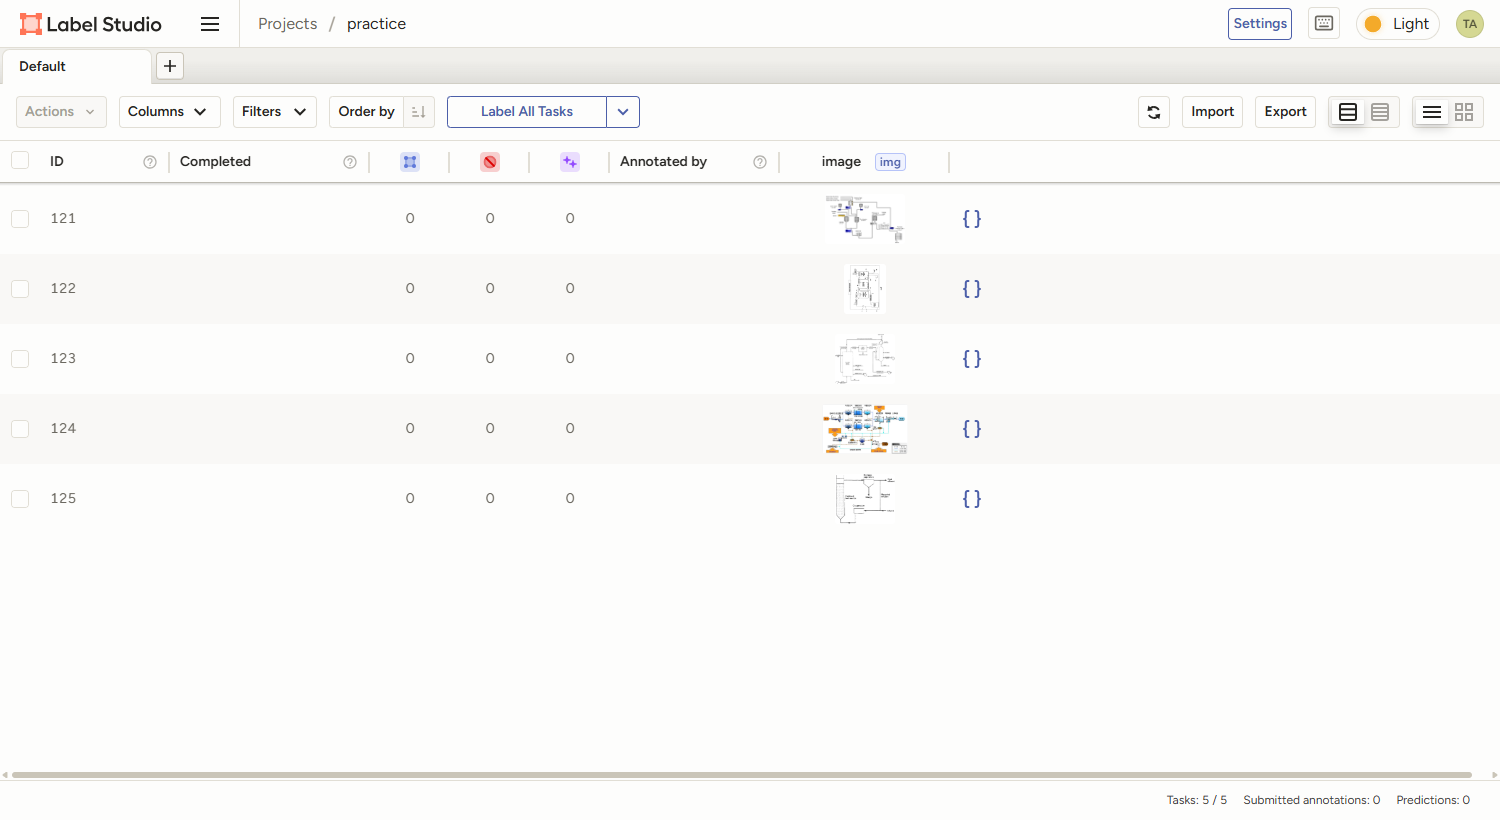 Label Studio
Projects / practice
Settings
Light
TA
Default
+
Actions
Columns
Filters
Order by
Label All Tasks
Import
Export
ID
Completed
Annotated by
image img
121 0 0 0 {}
122 0 0 0 {}
123 0 0 0 {}
124 0 0 0 {}
125 0 0 0 {}
Tasks: 5 / 5 Submitted annotations: 0 Predictions: 0